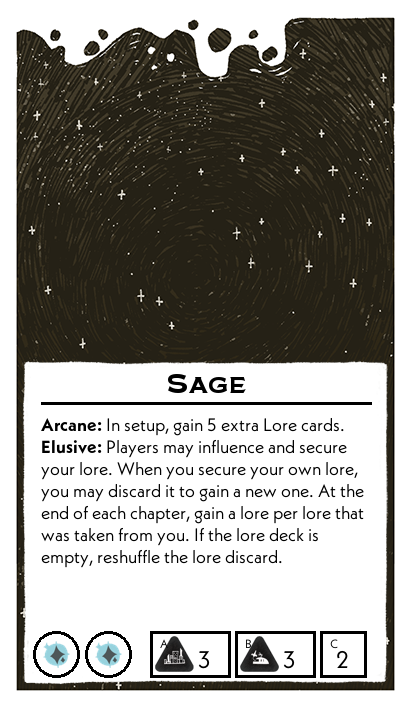 SAGE
Arcane: In setup, gain 5 extra Lore cards.
Elusive: Players may influence and secure
your lore. When you secure your own lore,
you may discard it to gain a new one. At the
end of each chapter, gain a lore per lore that
was taken from you. If the lore deck is
empty, reshuffle the lore discard.
A 3 B 3 C 2